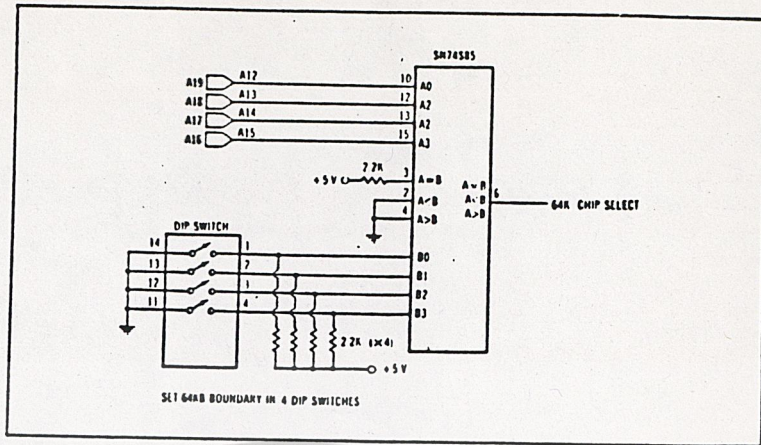 SN74S85
A19 A12 10 A0
A18 A13 12 A2
A17 A14 13 A2
A16 A15 15 A3
2.2K
+5V 3 A=B
2 A<B
4 A>B
A=B
A<B 6 64K CHIP SELECT
A>B
DIP SWITCH
14 1 B0
13 2 B1
12 3 B2
11 4 B3
2.2K (×4)
+5V
SET 64KB BOUNDARY IN 4 DIP SWITCHES